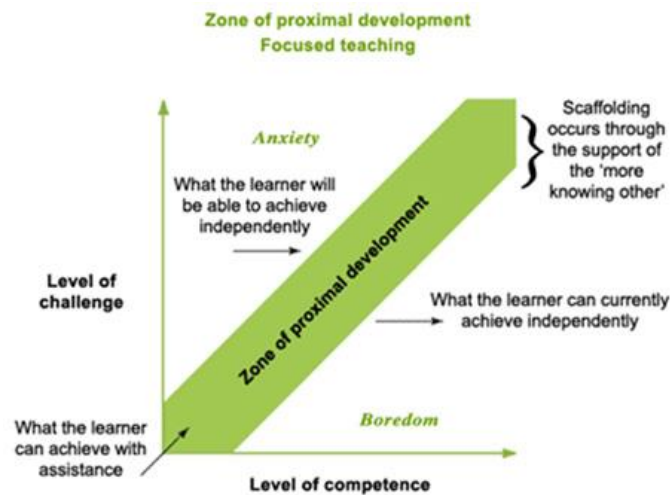 Zone of proximal development
Focused teaching
Anxiety
Scaffolding
occurs through
the support of
the ‘more
knowing other’
What the learner will
be able to achieve
independently
Zone of proximal development
Level of
challenge
What the learner can currently
achieve independently
What the learner
can achieve with
assistance
Boredom
Level of competence